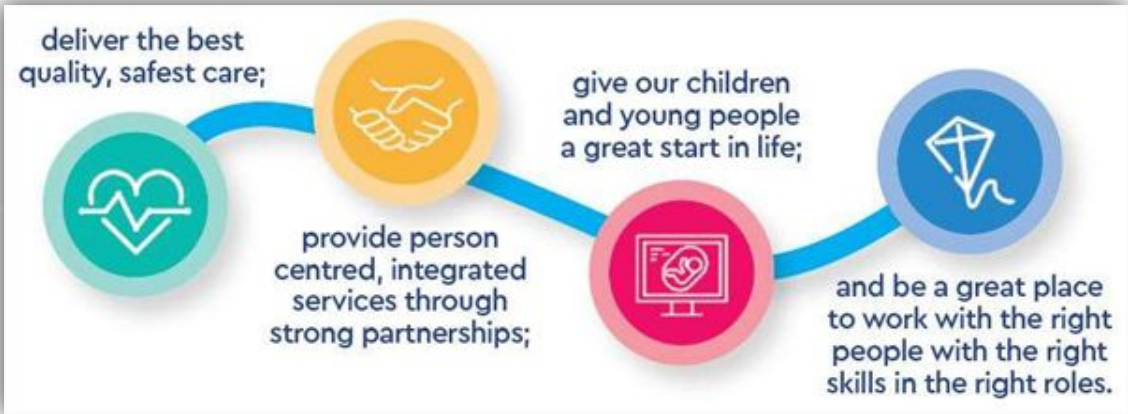 deliver the best
quality, safest care;
provide person
centred, integrated
services through
strong partnerships;
give our children
and young people
a great start in life;
and be a great place
to work with the right
people with the right
skills in the right roles.